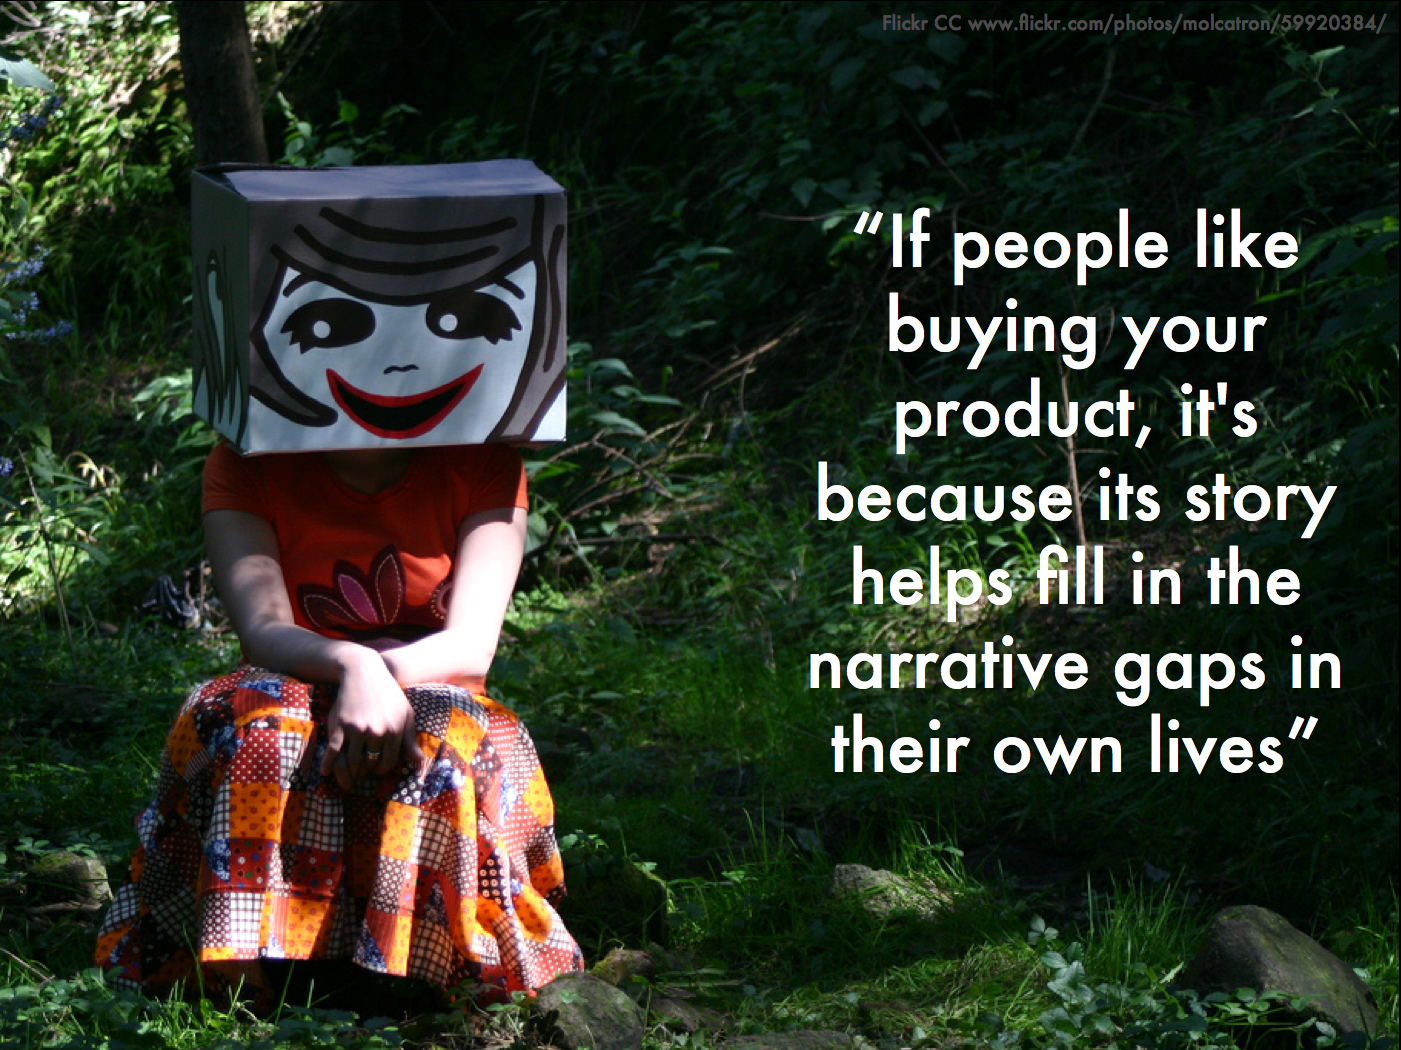 Flickr CC www.flickr.com/photos/molcatron/59920384/
“If people like
buying your
product, it's
because its story
helps fill in the
narrative gaps in
their own lives”